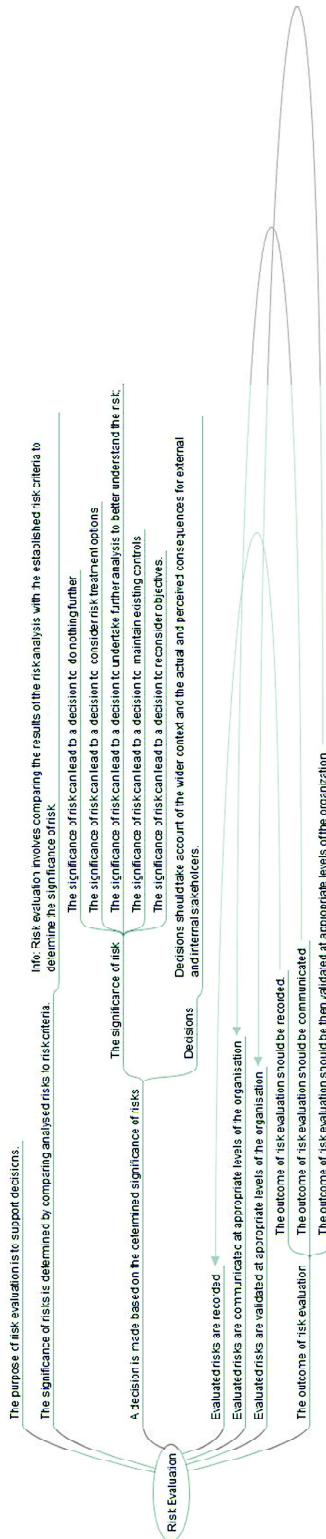 The purpose of risk evaluation is to support decisions.
Info: Risk evaluation involves comparing the results of the risk analysis with the established risk criteria to
determine the significance of risk.
The significance of risks is determined by comparing analysed risks to risk criteria.
The significance of risk can lead to a decision to do nothing further
The significance of risk can lead to a decision to consider risk treatment options
The significance of risk can lead to a decision to undertake further analysis to better understand the risk;
The significance of risk can lead to a decision to maintain existing controls
The significance of risk can lead to a decision to reconsider objectives.
The significance of risk
A decision is made based on the determined significance of risks
Decisions should take account of the wider context and the actual and perceived consequences for external
and internal stakeholders.
Decisions
Risk Evaluation
Evaluated risks are recorded
Evaluated risks are communicated at appropriate levels of the organisation
Evaluated risks are validated at appropriate levels of the organisation
The outcome of risk evaluation should be recorded.
The outcome of risk evaluation
The outcome of risk evaluation should be communicated
The outcome of risk evaluation should be then validated at appropriate levels of the organization